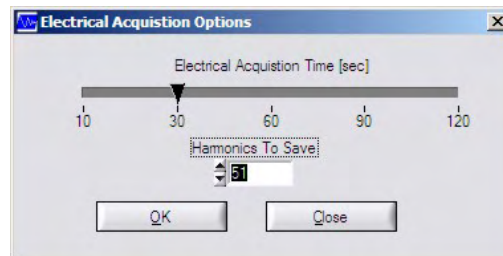 Electrical Acquistion Options
Electrical Acquistion Time [sec]
10 30 60 90 120
Harmonics To Save
51
OK Close